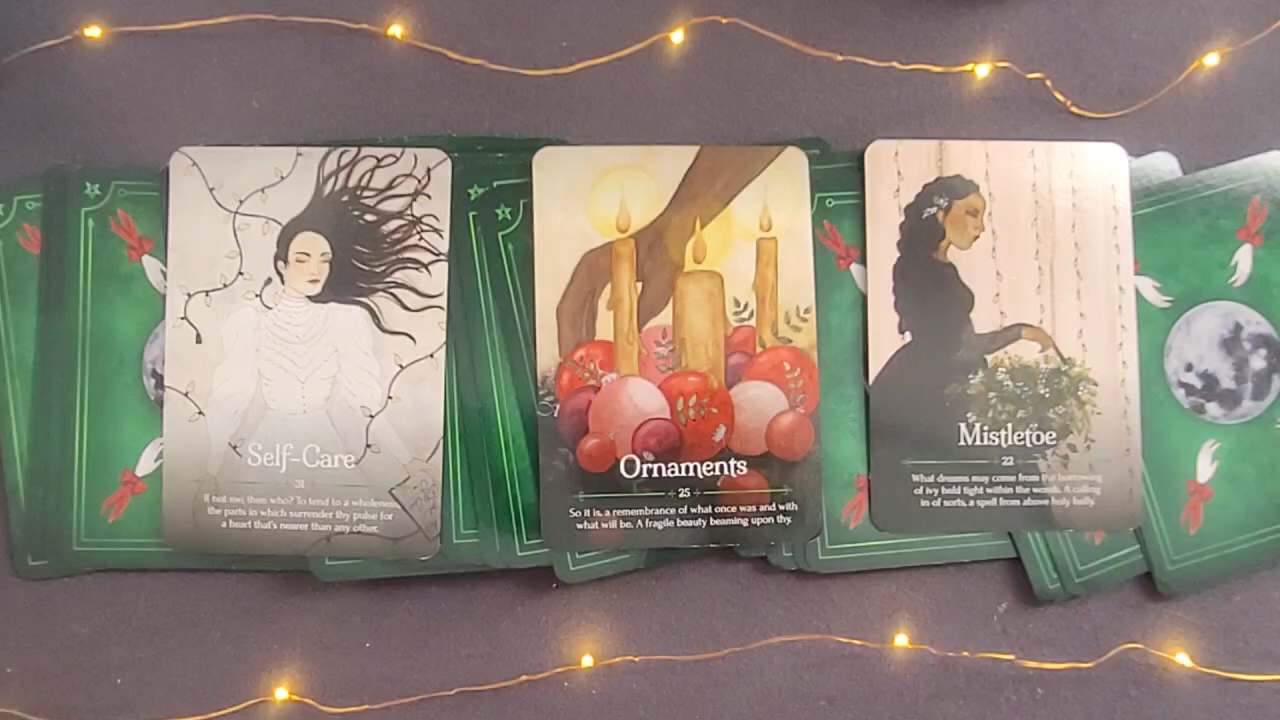 Self-Care
31
If not me, then who? To tend to a wholeness
the parts in which surrender thy pulse for
a heart that's nearer than any other.
Ornaments
25
So it is, a remembrance of what once was and with
what will be. A fragile beauty beaming upon thy.
Mistletoe
22
What dreams may come from the borrowing
of ivy held tight within the womb. A calling
in of sorts, a spell from above holy, holly.